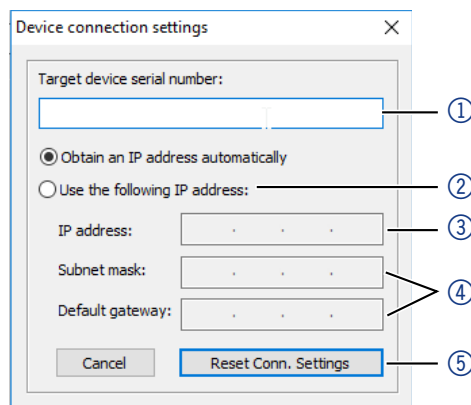 Device connection settings
Target device serial number:
①
Obtain an IP address automatically
Use the following IP address:
②
IP address: . . .
③
Subnet mask: . . .
④
Default gateway: . . .
Cancel Reset Conn. Settings
⑤